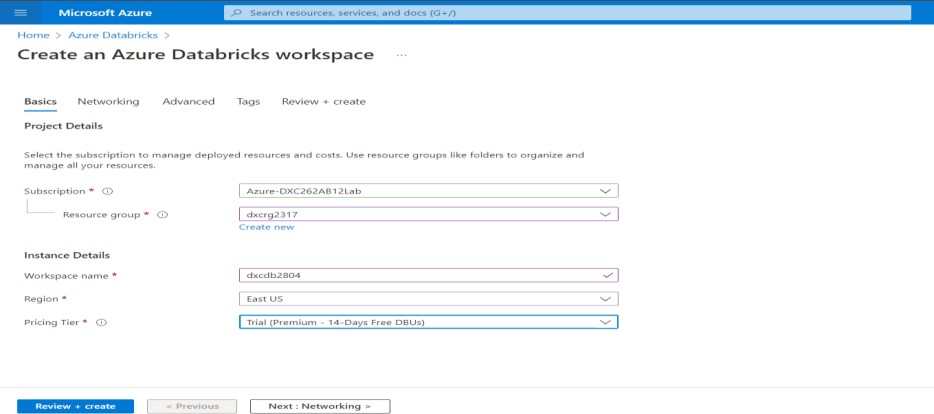 Microsoft Azure
Search resources, services, and docs (G+/)
Home > Azure Databricks >
Create an Azure Databricks workspace ...
Basics Networking Advanced Tags Review + create
Project Details
Select the subscription to manage deployed resources and costs. Use resource groups like folders to organize and
manage all your resources.
Subscription * Azure-DXC262AB12Lab
Resource group * dxcrg2317
Create new
Instance Details
Workspace name * dxcdb2804
Region * East US
Pricing Tier * Trial (Premium - 14-Days Free DBUs)
Review + create < Previous Next : Networking >